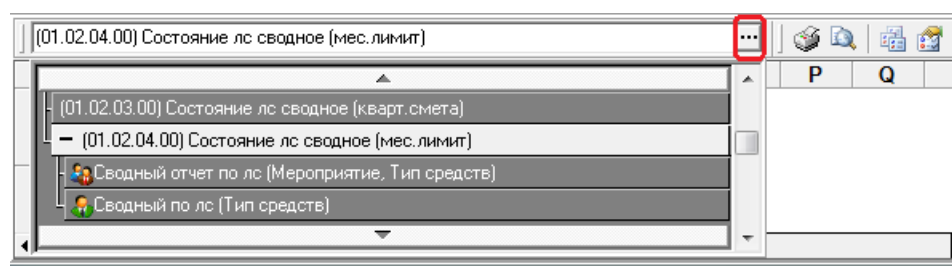 (01.02.04.00) Состояние лс сводное (мес.лимит)
P Q
(01.02.03.00) Состояние лс сводное (кварт.смета)
(01.02.04.00) Состояние лс сводное (мес.лимит)
Сводный отчет по лс (Мероприятие, Тип средств)
Сводный по лс (Тип средств)